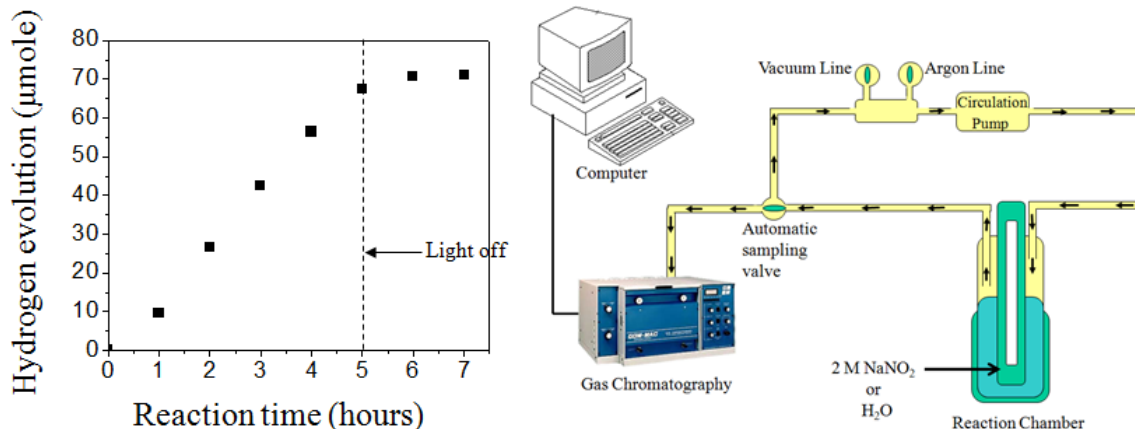 Hydrogen evolution (µmole)
80
70
60
50
40
30
20
10
0
0 1 2 3 4 5 6 7
Reaction time (hours)
Light off
Computer
Vacuum Line
Argon Line
Circulation
Pump
Automatic
sampling
valve
Gas Chromatography
2 M NaNO₂
or
H₂O
Reaction Chamber